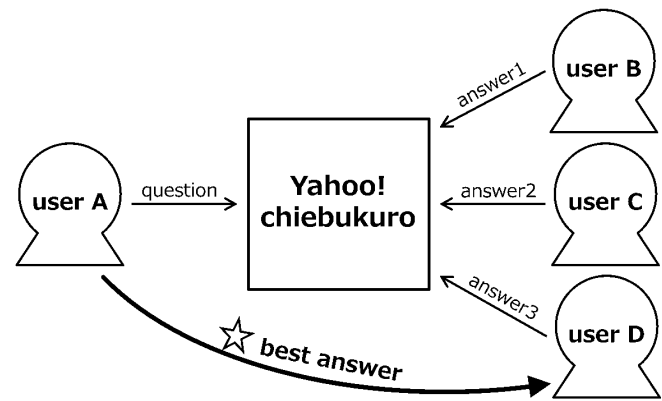 user A
question
Yahoo!
chiebukuro
answer1
user B
answer2
user C
answer3
user D
☆ best answer